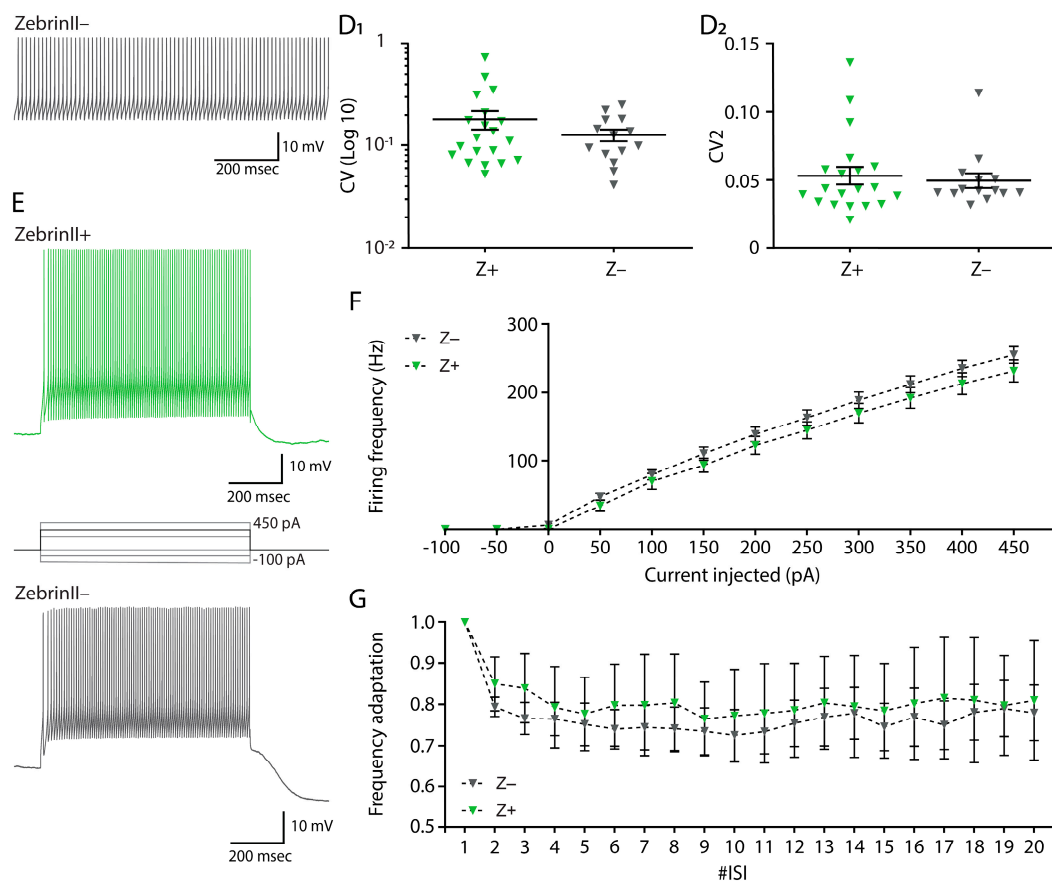 ZebrinII–
10 mV
200 msec
D1
1
10-1
10-2
CV (Log 10)
Z+
Z–
D2
0.15
0.10
0.05
0
CV2
Z+
Z–
E
ZebrinII+
10 mV
200 msec
450 pA
-100 pA
ZebrinII–
10 mV
200 msec
F
Z–
Z+
300
200
100
Firing frequency (Hz)
-100 -50 0 50 100 150 200 250 300 350 400 450
Current injected (pA)
G
1.0
0.9
0.8
0.7
0.6
0.5
Frequency adaptation
Z–
Z+
1 2 3 4 5 6 7 8 9 10 11 12 13 14 15 16 17 18 19 20
#ISI